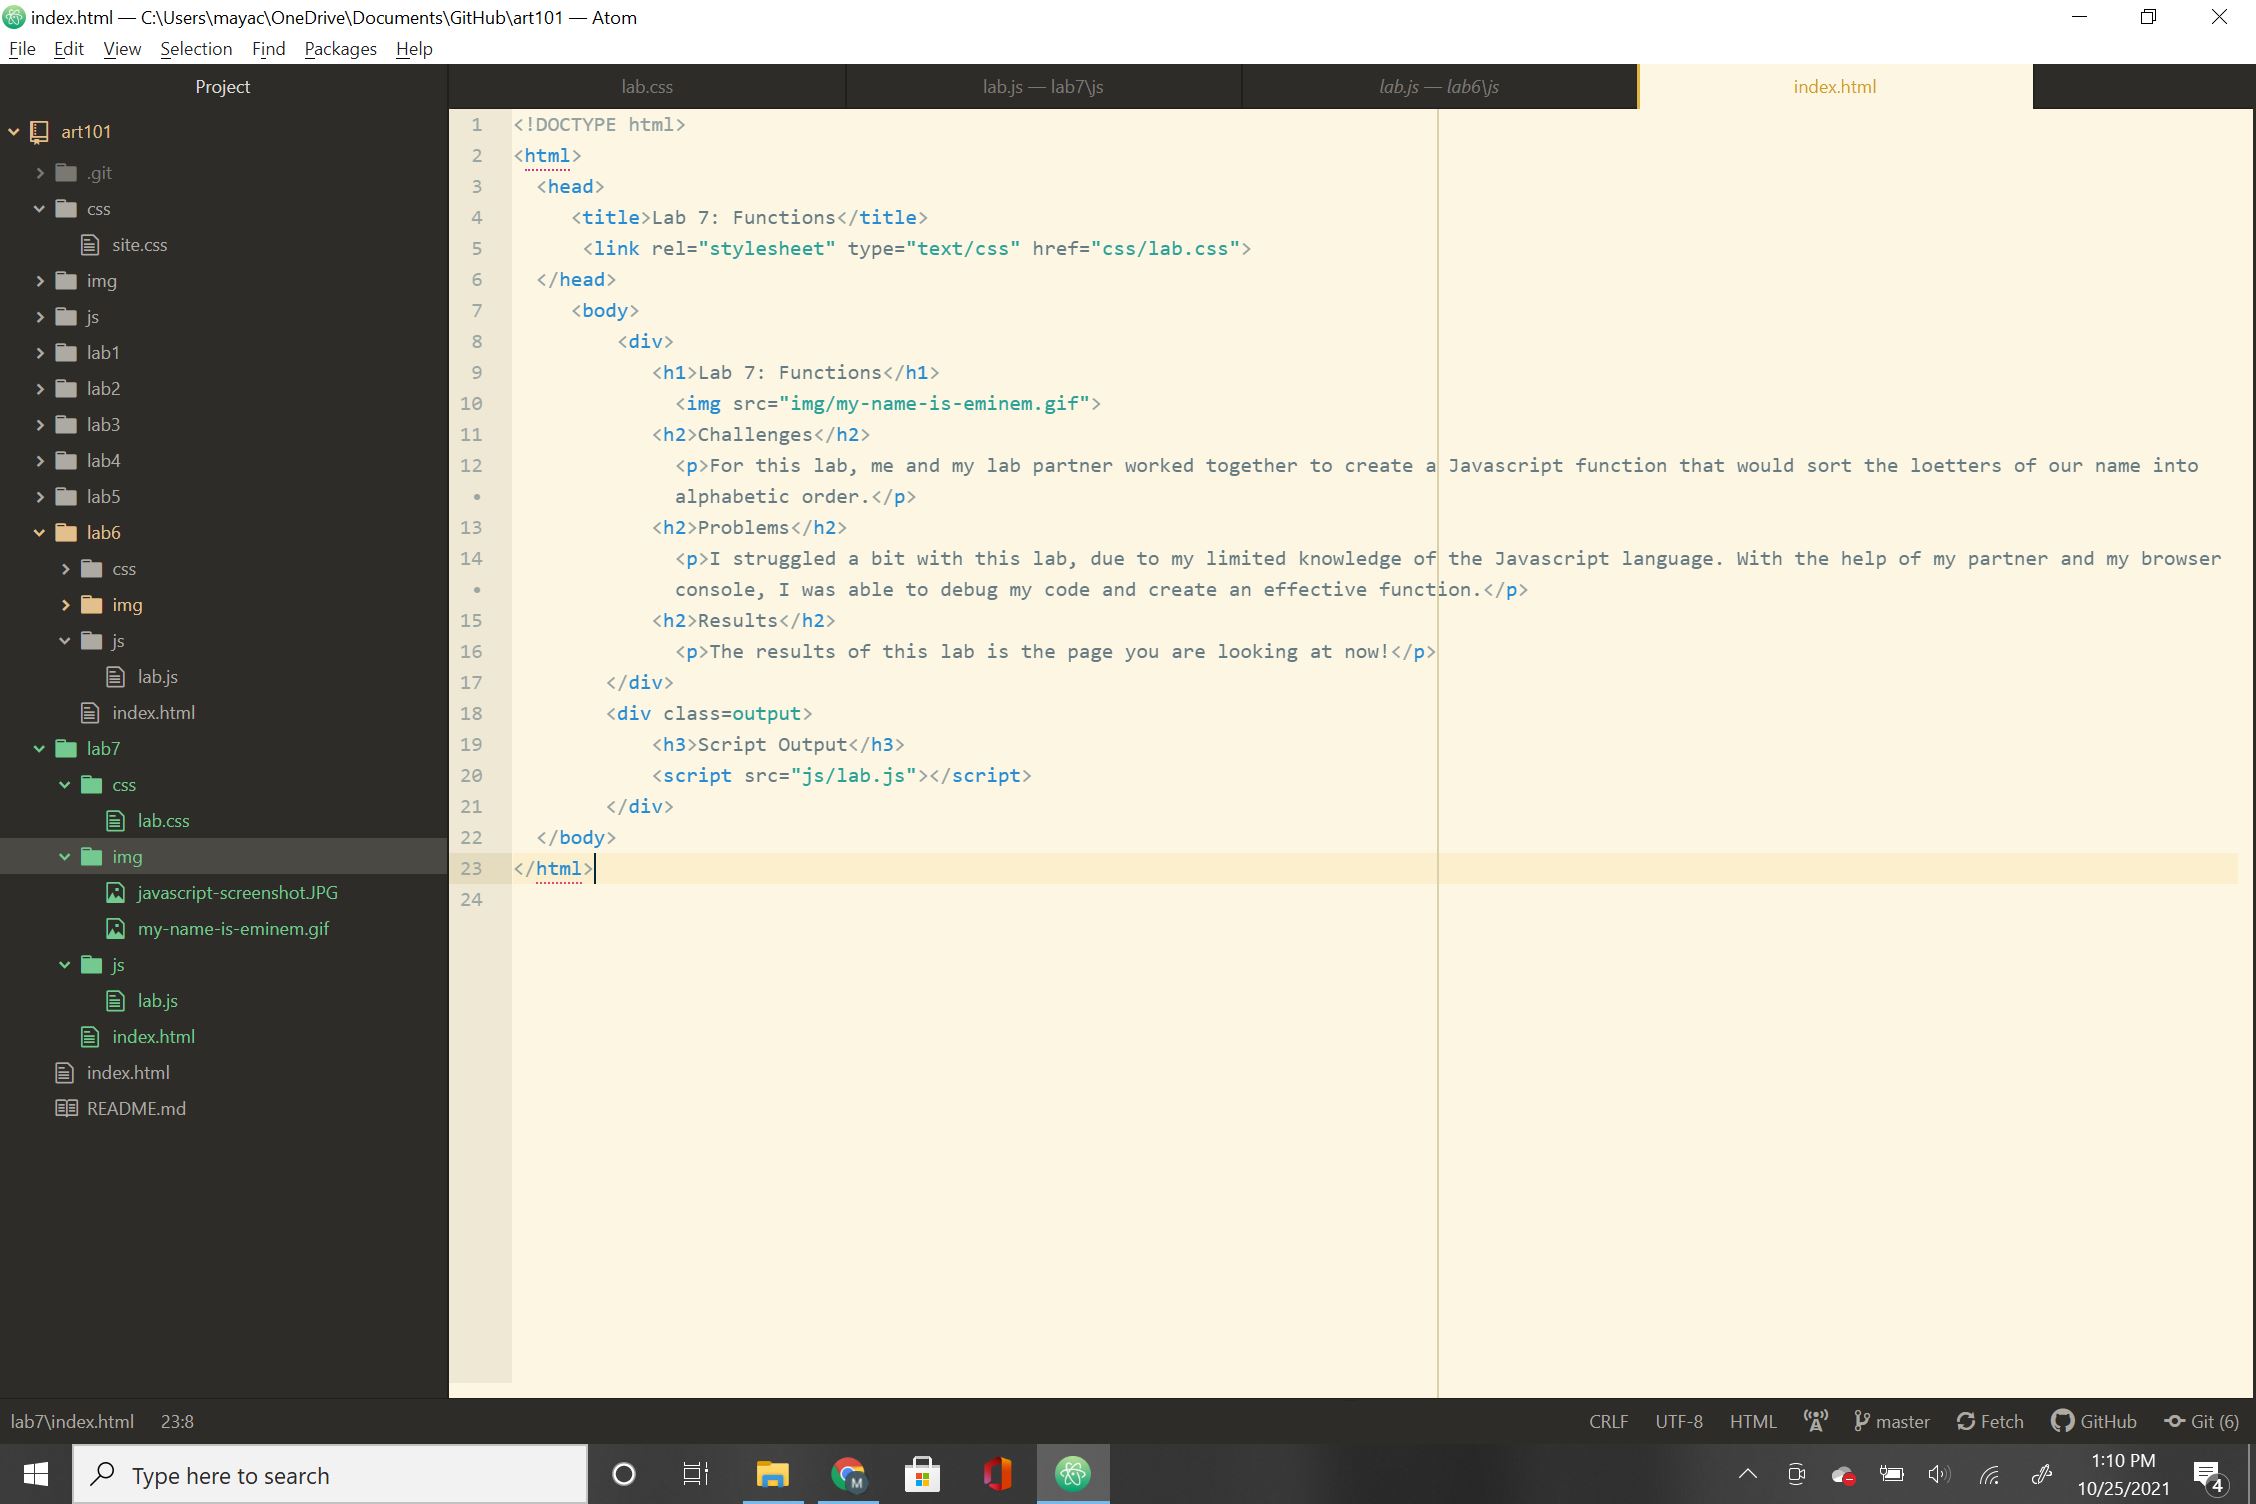 index.html — C:\Users\mayac\OneDrive\Documents\GitHub\art101 — Atom
File Edit View Selection Find Packages Help
Project
art101
.git
css
site.css
img
js
lab1
lab2
lab3
lab4
lab5
lab6
css
img
js
lab.js
index.html
lab7
css
lab.css
img
javascript-screenshot.JPG
my-name-is-eminem.gif
js
lab.js
index.html
index.html
README.md
lab.css
lab.js — lab7\js
lab.js — lab6\js
index.html
1 <!DOCTYPE html>
2 <html>
3 <head>
4 <title>Lab 7: Functions</title>
5 <link rel="stylesheet" type="text/css" href="css/lab.css">
6 </head>
7 <body>
8 <div>
9 <h1>Lab 7: Functions</h1>
10 <img src="img/my-name-is-eminem.gif">
11 <h2>Challenges</h2>
12 <p>For this lab, me and my lab partner worked together to create a Javascript function that would sort the loetters of our name into
• alphabetic order.</p>
13 <h2>Problems</h2>
14 <p>I struggled a bit with this lab, due to my limited knowledge of the Javascript language. With the help of my partner and my browser
• console, I was able to debug my code and create an effective function.</p>
15 <h2>Results</h2>
16 <p>The results of this lab is the page you are looking at now!</p>
17 </div>
18 <div class=output>
19 <h3>Script Output</h3>
20 <script src="js/lab.js"></script>
21 </div>
22 </body>
23 </html>
24
lab7\index.html 23:8
CRLF UTF-8 HTML master Fetch GitHub Git (6)
Type here to search
M
1:10 PM
10/25/2021
4